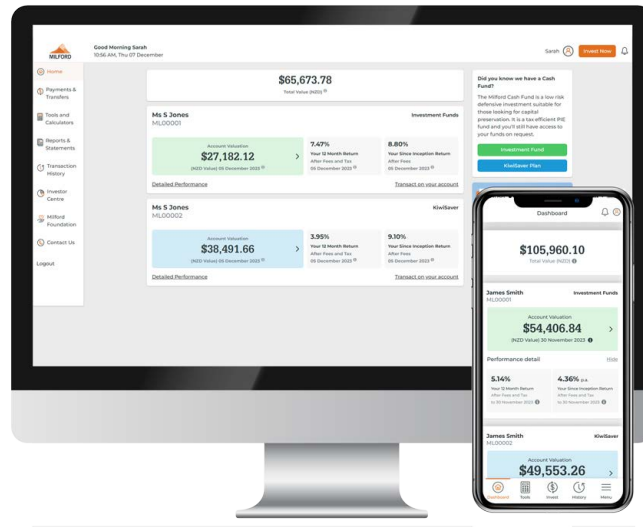 MILFORD
Good Morning Sarah
10:56 AM, Thu 07 December
Sarah
Invest Now
Home
Payments &
Transfers
Tools and
Calculators
Reports &
Statements
Transaction
History
Investor
Centre
Milford
Foundation
Contact Us
Logout
$65,673.78
Total Value (NZD)
Ms S Jones
Investment Funds
ML00001
Account Valuation
$27,182.12
(NZD Value) 05 December 2023
7.47%
Your 12 Month Return
After Fees and Tax
05 December 2023
8.80%
Your Since Inception Return
After Fees
05 December 2023
Detailed Performance
Transact on your account
Ms S Jones
KiwiSaver
ML00002
Account Valuation
$38,491.66
(NZD Value) 05 December 2023
3.95%
Your 12 Month Return
After Fees and Tax
05 December 2023
9.10%
Your Since Inception Return
After Fees
05 December 2023
Detailed Performance
Transact on your account
Did you know we have a Cash
Fund?
The Milford Cash Fund is a low risk
defensive investment suitable for
those looking for capital
preservation. It is a tax efficient PIE
fund and you'll still have access to
your funds on request.
Investment Fund
KiwiSaver Plan
Dashboard
$105,960.10
Total Value (NZD)
James Smith
Investment Funds
ML00001
Account Valuation
$54,406.84
(NZD Value) 30 November 2023
Performance detail
Hide
5.14%
Your 12 Month Return
After Fees and Tax
to 30 November 2023
4.36% p.a.
Your Since Inception Return
After Fees and Tax
to 30 November 2023
James Smith
KiwiSaver
ML00002
Account Valuation
$49,553.26
Dashboard
Tools
Invest
History
Menu